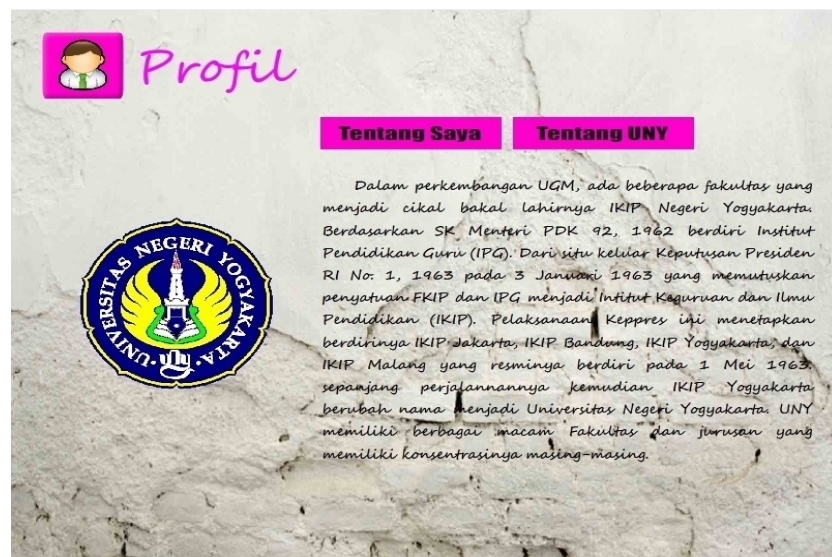 Profil
Tentang Saya
Tentang UNY
Dalam perkembangan UGM, ada beberapa fakultas yang
menjadi cikal bakal lahirnya IKIP Negeri Yogyakarta.
Berdasarkan SK Menteri PDK 92, 1962 berdiri Institut
Pendidikan Guru (IPG). Dari situ keluar Keputusan Presiden
RI No. 1, 1963 pada 3 Januari 1963 yang memutuskan
penyatuan FKIP dan IPG menjadi Intitut Keguruan dan Ilmu
Pendidikan (IKIP). Pelaksanaan Keppres ini menetapkan
berdirinya IKIP Jakarta, IKIP Bandung, IKIP Yogyakarta, dan
IKIP Malang yang resminya berdiri pada 1 Mei 1963.
sepanjang perjalannannya kemudian IKIP Yogyakarta
berubah nama menjadi Universitas Negeri Yogyakarta. UNY
memiliki berbagai macam Fakultas dan jurusan yang
memiliki konsentrasinya masing-masing.
UNIVERSITAS NEGERI YOGYAKARTA
uny